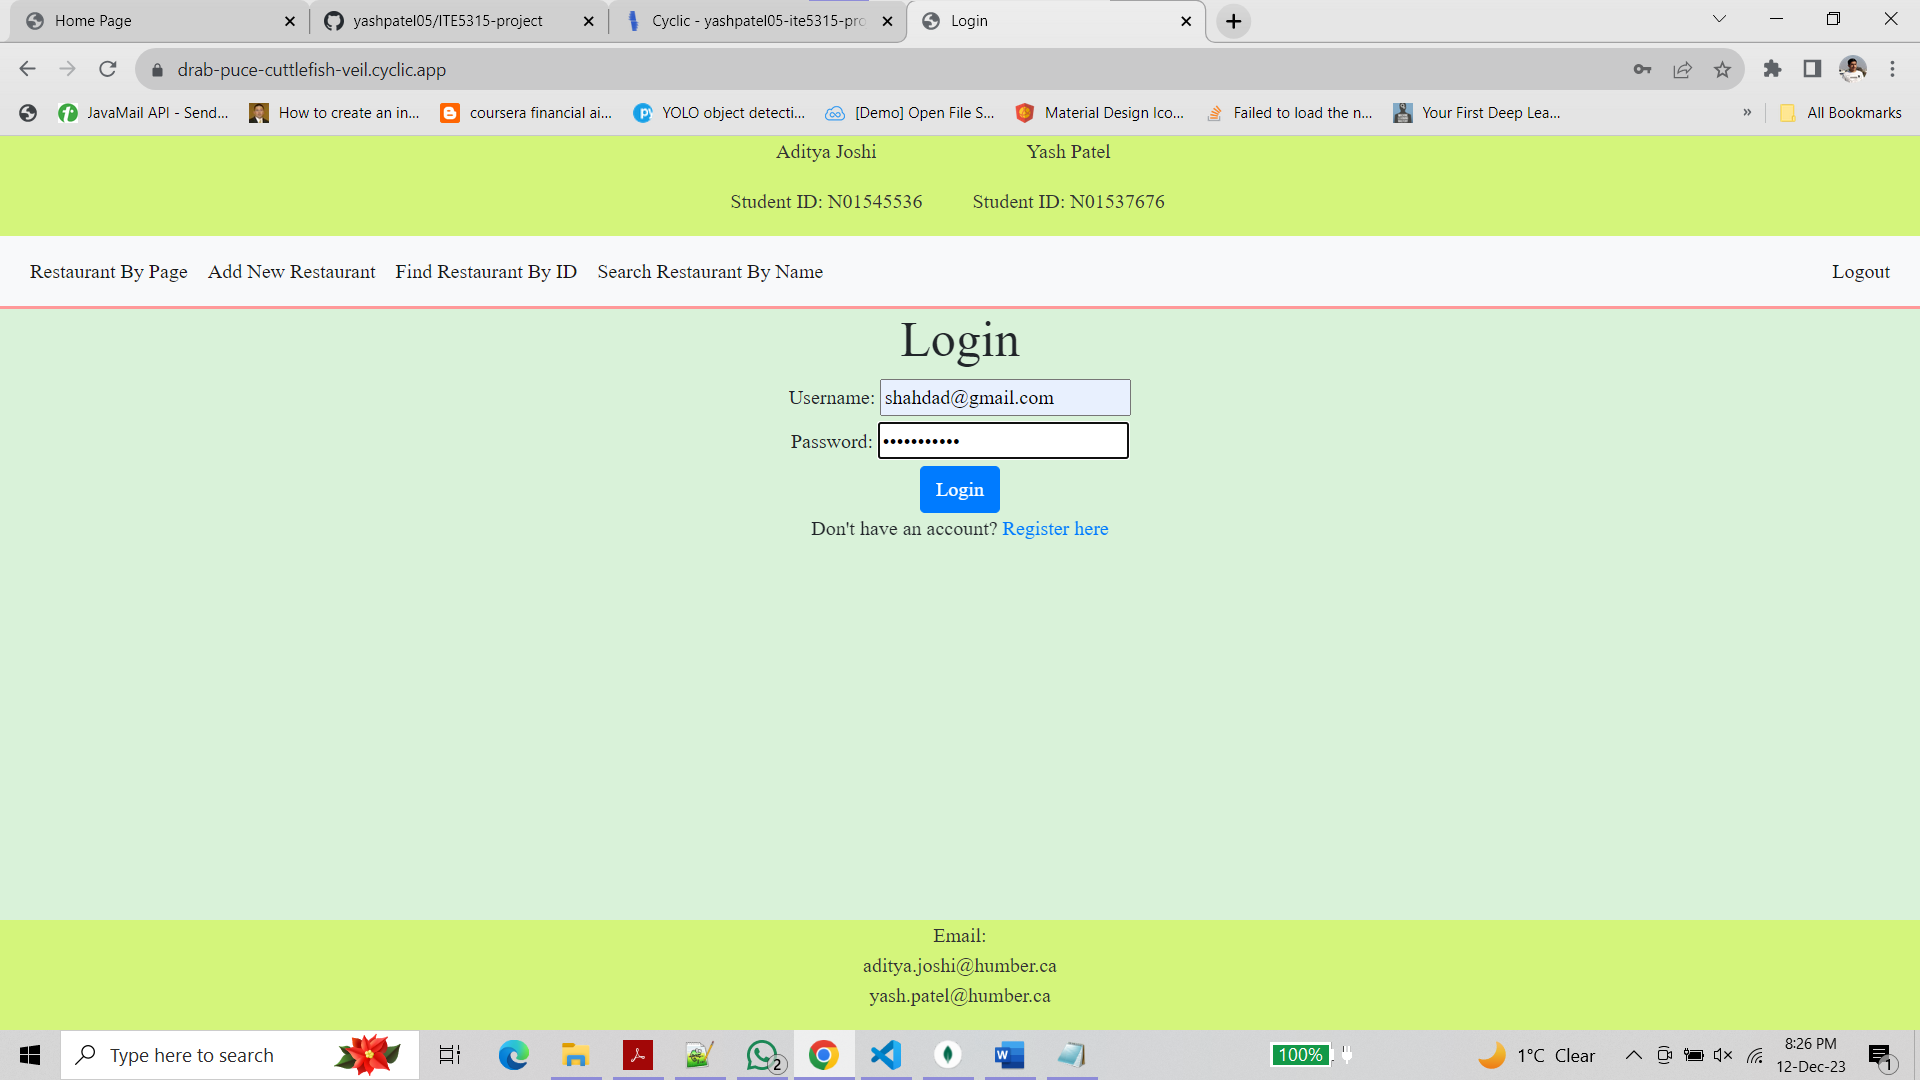 Home Page
yashpatel05/ITE5315-project
Cyclic - yashpatel05-ite5315-pro
Login
drab-puce-cuttlefish-veil.cyclic.app
JavaMail API - Send...
How to create an in...
coursera financial ai...
YOLO object detecti...
[Demo] Open File S...
Material Design Ico...
Failed to load the n...
Your First Deep Lea...
» All Bookmarks
Aditya Joshi Yash Patel
Student ID: N01545536 Student ID: N01537676
Restaurant By Page Add New Restaurant Find Restaurant By ID Search Restaurant By Name Logout
Login
Username: shahdad@gmail.com
Password: •••••••••••
Login
Don't have an account? Register here
Email:
aditya.joshi@humber.ca
yash.patel@humber.ca
Type here to search
2
W
100%
1°C Clear
8:26 PM
12-Dec-23
1